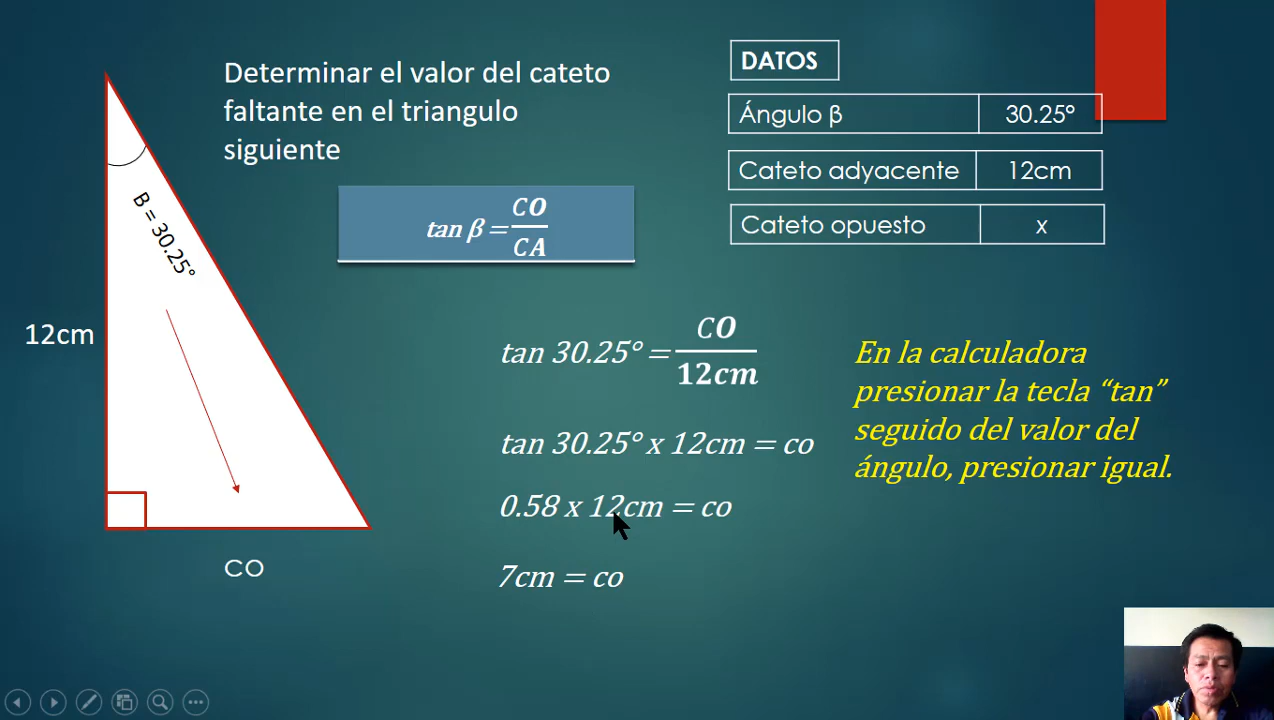 Determinar el valor del cateto
faltante en el triangulo
siguiente
tan β = CO/CA
DATOS
Ángulo β 30.25°
Cateto adyacente 12cm
Cateto opuesto x
B = 30.25°
12cm
CO
tan 30.25° = CO/12cm
tan 30.25° x 12cm = co
0.58 x 12cm = co
7cm = co
En la calculadora
presionar la tecla “tan”
seguido del valor del
ángulo, presionar igual.